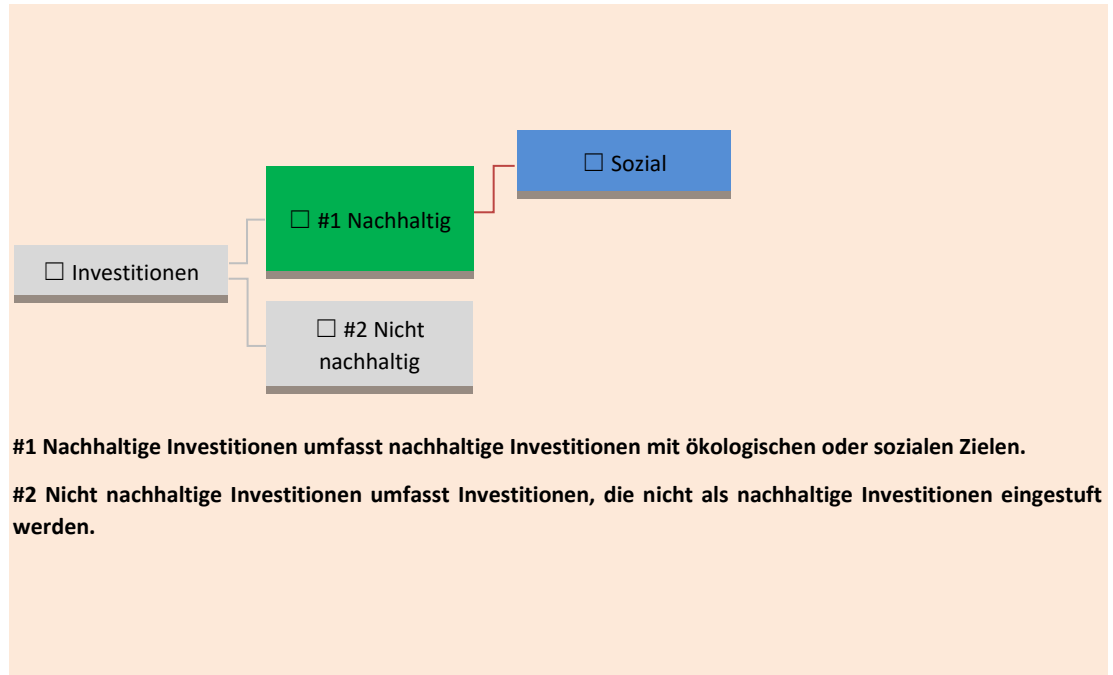 ☐ Sozial
☐ #1 Nachhaltig
☐ Investitionen
☐ #2 Nicht
nachhaltig
#1 Nachhaltige Investitionen umfasst nachhaltige Investitionen mit ökologischen oder sozialen Zielen.
#2 Nicht nachhaltige Investitionen umfasst Investitionen, die nicht als nachhaltige Investitionen eingestuft
werden.